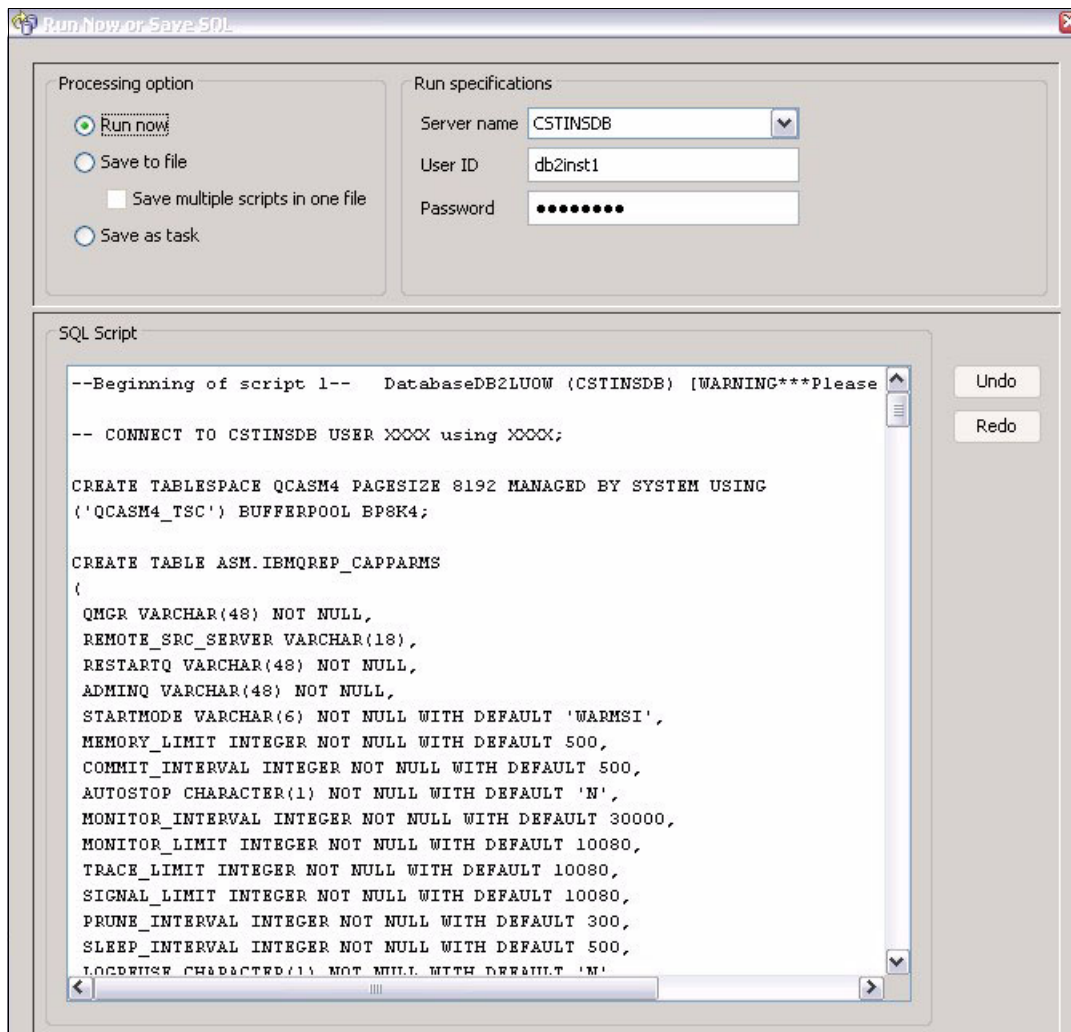 Run Now or Save SQL
Processing option
Run now
Save to file
Save multiple scripts in one file
Save as task
Run specifications
Server name CSTINSDB
User ID db2inst1
Password ●●●●●●●●
SQL Script
--Beginning of script 1-- DatabaseDB2LUOW (CSTINSDB) [WARNING***Please
-- CONNECT TO CSTINSDB USER XXXX using XXXX;
CREATE TABLESPACE QCASM4 PAGESIZE 8192 MANAGED BY SYSTEM USING
('QCASM4_TSC') BUFFERPOOL BP8K4;
CREATE TABLE ASM.IBMQREP_CAPPARMS
(
QMGR VARCHAR(48) NOT NULL,
REMOTE_SRC_SERVER VARCHAR(18),
RESTARTQ VARCHAR(48) NOT NULL,
ADMINQ VARCHAR(48) NOT NULL,
STARTMODE VARCHAR(6) NOT NULL WITH DEFAULT 'WARMSI',
MEMORY_LIMIT INTEGER NOT NULL WITH DEFAULT 500,
COMMIT_INTERVAL INTEGER NOT NULL WITH DEFAULT 500,
AUTOSTOP CHARACTER(1) NOT NULL WITH DEFAULT 'N',
MONITOR_INTERVAL INTEGER NOT NULL WITH DEFAULT 30000,
MONITOR_LIMIT INTEGER NOT NULL WITH DEFAULT 10080,
TRACE_LIMIT INTEGER NOT NULL WITH DEFAULT 10080,
SIGNAL_LIMIT INTEGER NOT NULL WITH DEFAULT 10080,
PRUNE_INTERVAL INTEGER NOT NULL WITH DEFAULT 300,
SLEEP_INTERVAL INTEGER NOT NULL WITH DEFAULT 500,
LOGREUSE CHARACTER(1) NOT NULL WITH DEFAULT 'N'
Undo
Redo